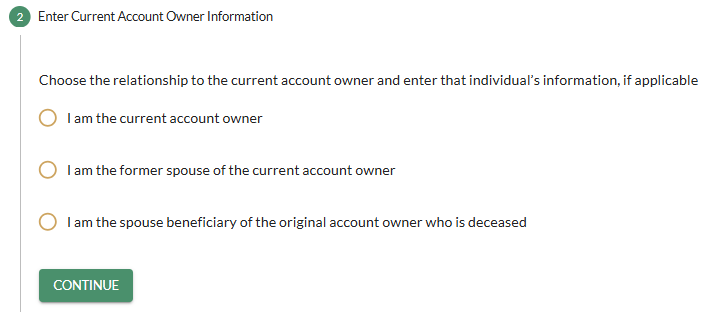 2 Enter Current Account Owner Information
Choose the relationship to the current account owner and enter that individual's information, if applicable
I am the current account owner
I am the former spouse of the current account owner
I am the spouse beneficiary of the original account owner who is deceased
CONTINUE